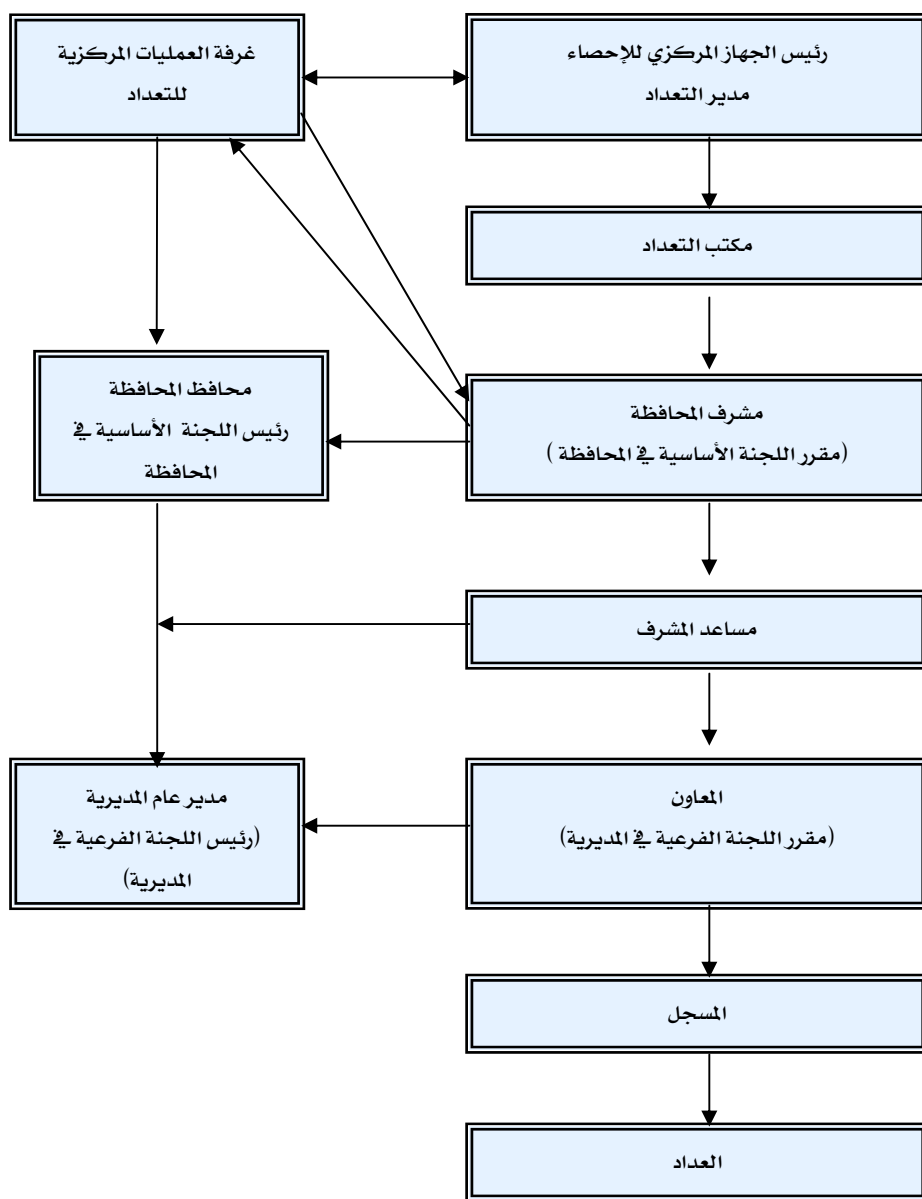 رئيس الجهاز المركزي للإحصاء
مدير التعداد
غرفة العمليات المركزية
للتعداد
مكتب التعداد
مشرف المحافظة
(مقرر اللجنة الأساسية في المحافظة )
محافظ المحافظة
رئيس اللجنة الأساسية في
المحافظة
مساعد المشرف
المعاون
(مقرر اللجنة الفرعية في المديرية)
مدير عام المديرية
(رئيس اللجنة الفرعية في
المديرية)
المسجل
العداد